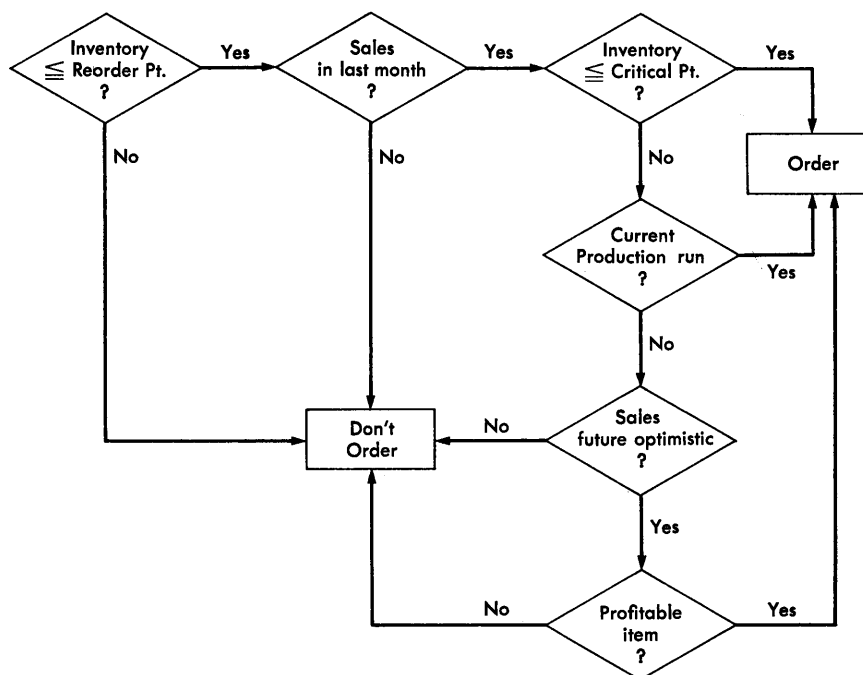 Inventory
≦ Reorder Pt.
?
Yes
Sales
in last month
?
Yes
Inventory
≦ Critical Pt.
?
Yes
No
No
No
Order
Current
Production run
?
Yes
No
Don't
Order
No
Sales
future optimistic
?
Yes
No
Profitable
item
?
Yes